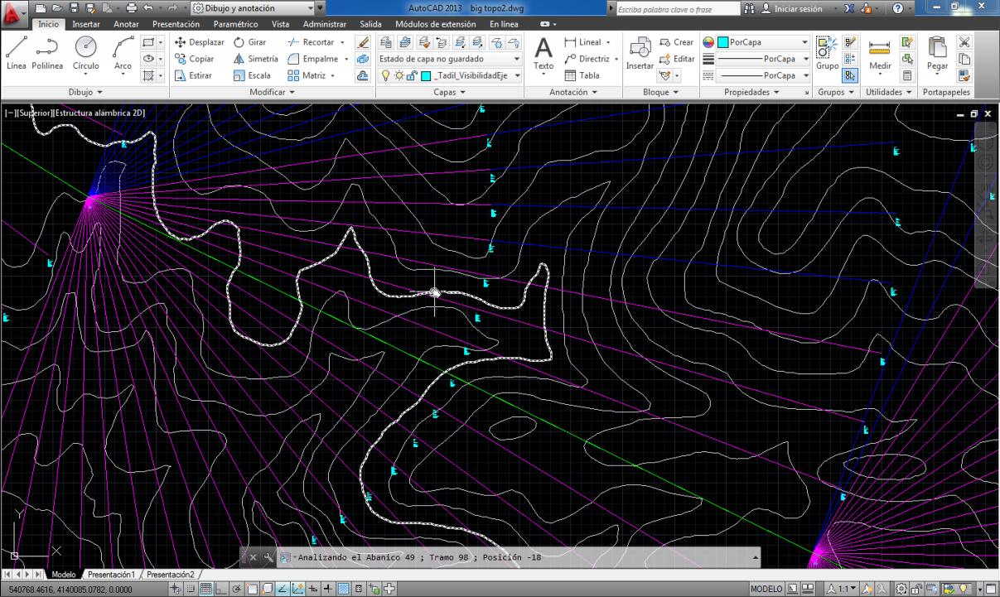 Dibujo y anotación
AutoCAD 2013 big topo2.dwg
Escriba palabra clave o frase
Iniciar sesión
Inicio Insertar Anotar Presentación Paramétrico Vista Administrar Salida Módulos de extensión En línea
Línea Polilínea Círculo Arco
Desplazar Girar Recortar
Copiar Simetría Empalme
Estirar Escala Matriz
Estado de capa no guardado
_Tadil_VisibilidadEje
Texto
Lineal
Directriz
Tabla
Insertar
Crear
Editar
PorCapa
PorCapa
PorCapa
Grupo
Medir
Pegar
Dibujo Modificar Capas Anotación Bloque Propiedades Grupos Utilidades Portapapeles
[−][Superior][Estructura alámbrica 2D]
Y
X
Analizando el Abanico 49 ; Tramo 98 ; Posición -18
Modelo Presentación1 Presentación2
540768.4616, 4140085.0782, 0.0000
MODELO
1:1